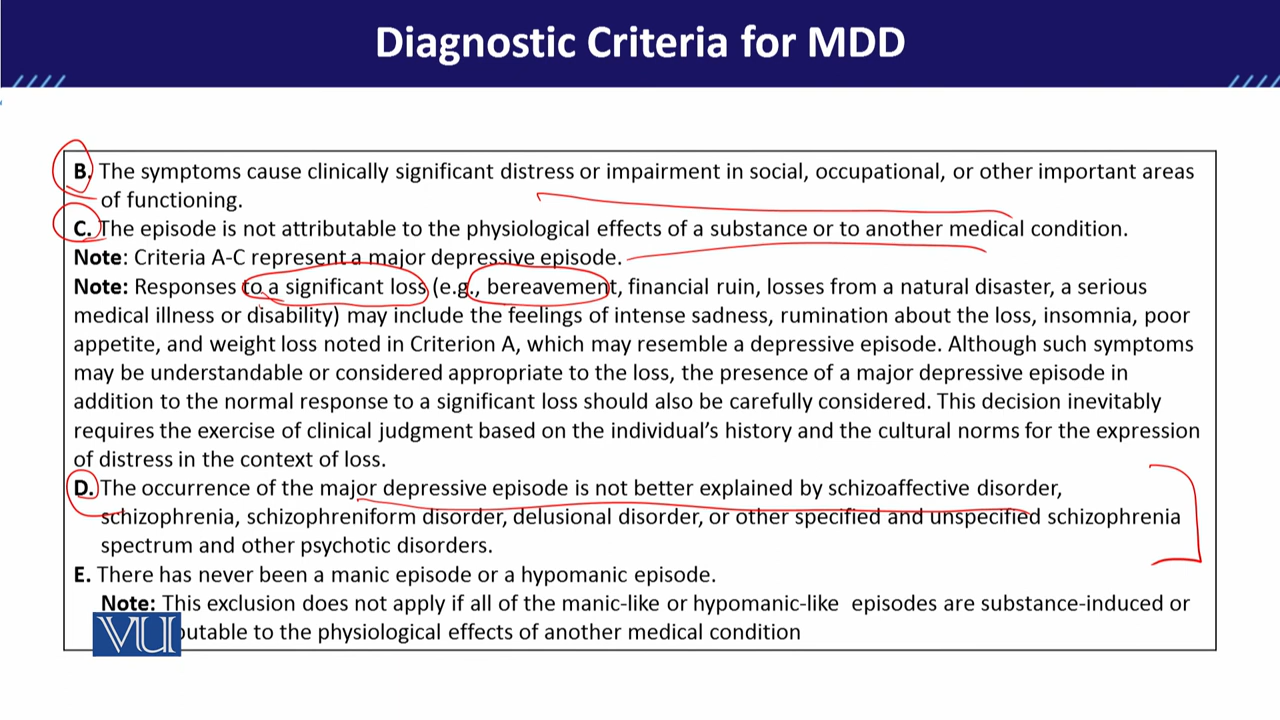 Diagnostic Criteria for MDD
B. The symptoms cause clinically significant distress or impairment in social, occupational, or other important areas
of functioning.
C. The episode is not attributable to the physiological effects of a substance or to another medical condition.
Note: Criteria A-C represent a major depressive episode.
Note: Responses to a significant loss (e.g., bereavement, financial ruin, losses from a natural disaster, a serious
medical illness or disability) may include the feelings of intense sadness, rumination about the loss, insomnia, poor
appetite, and weight loss noted in Criterion A, which may resemble a depressive episode. Although such symptoms
may be understandable or considered appropriate to the loss, the presence of a major depressive episode in
addition to the normal response to a significant loss should also be carefully considered. This decision inevitably
requires the exercise of clinical judgment based on the individual's history and the cultural norms for the expression
of distress in the context of loss.
D. The occurrence of the major depressive episode is not better explained by schizoaffective disorder,
schizophrenia, schizophreniform disorder, delusional disorder, or other specified and unspecified schizophrenia
spectrum and other psychotic disorders.
E. There has never been a manic episode or a hypomanic episode.
Note: This exclusion does not apply if all of the manic-like or hypomanic-like episodes are substance-induced or
to the physiological effects of another medical condition
VU